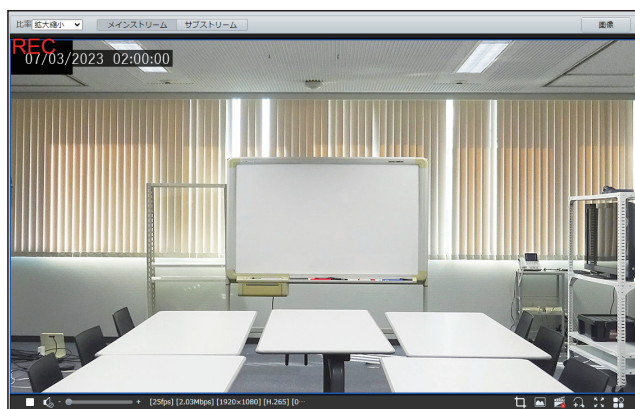 比率 拡大縮小 メインストリーム サブストリーム 画像
REC
07/03/2023 02:00:00
- + [25fps] [2.03Mbps] [1920×1080] [H.265] [0…